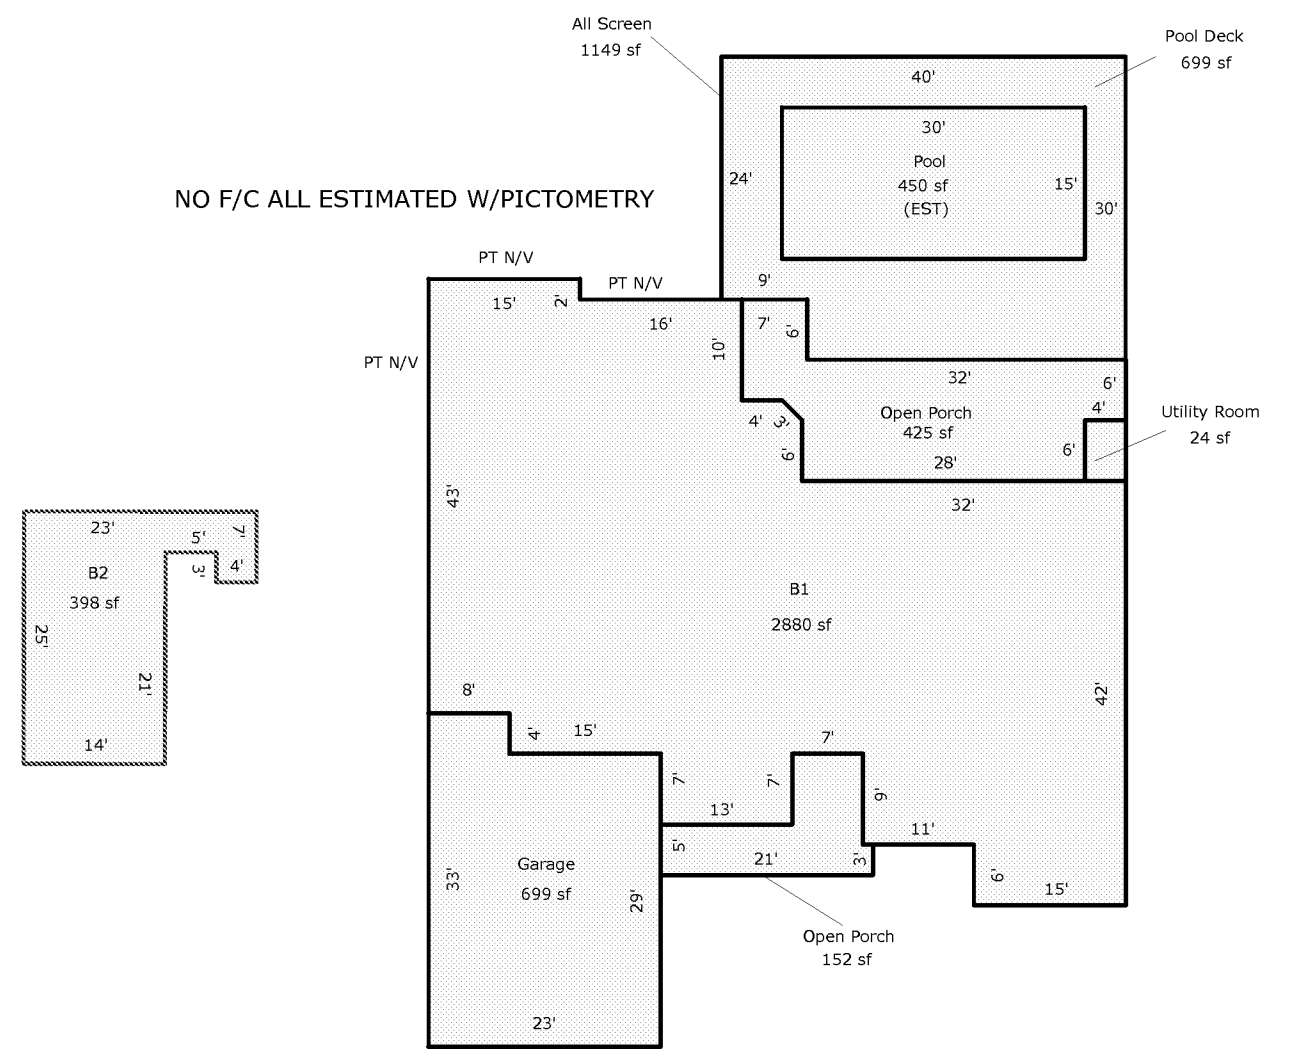 All Screen
1149 sf
Pool Deck
699 sf
40'
30'
Pool
450 sf
(EST)
15'
24'
30'
NO F/C ALL ESTIMATED W/PICTOMETRY
PT N/V
PT N/V
9'
15'
2'
16'
7'
6'
10'
PT N/V
32'
6'
4'
Open Porch
425 sf
Utility Room
24 sf
4'
3'
6'
28'
6'
32'
43'
23'
5'
7'
3'
4'
B2
398 sf
25'
21'
14'
B1
2880 sf
42'
8'
4'
15'
7'
7'
7'
13'
9'
11'
5'
21'
3'
6'
15'
Garage
699 sf
33'
29'
Open Porch
152 sf
23'